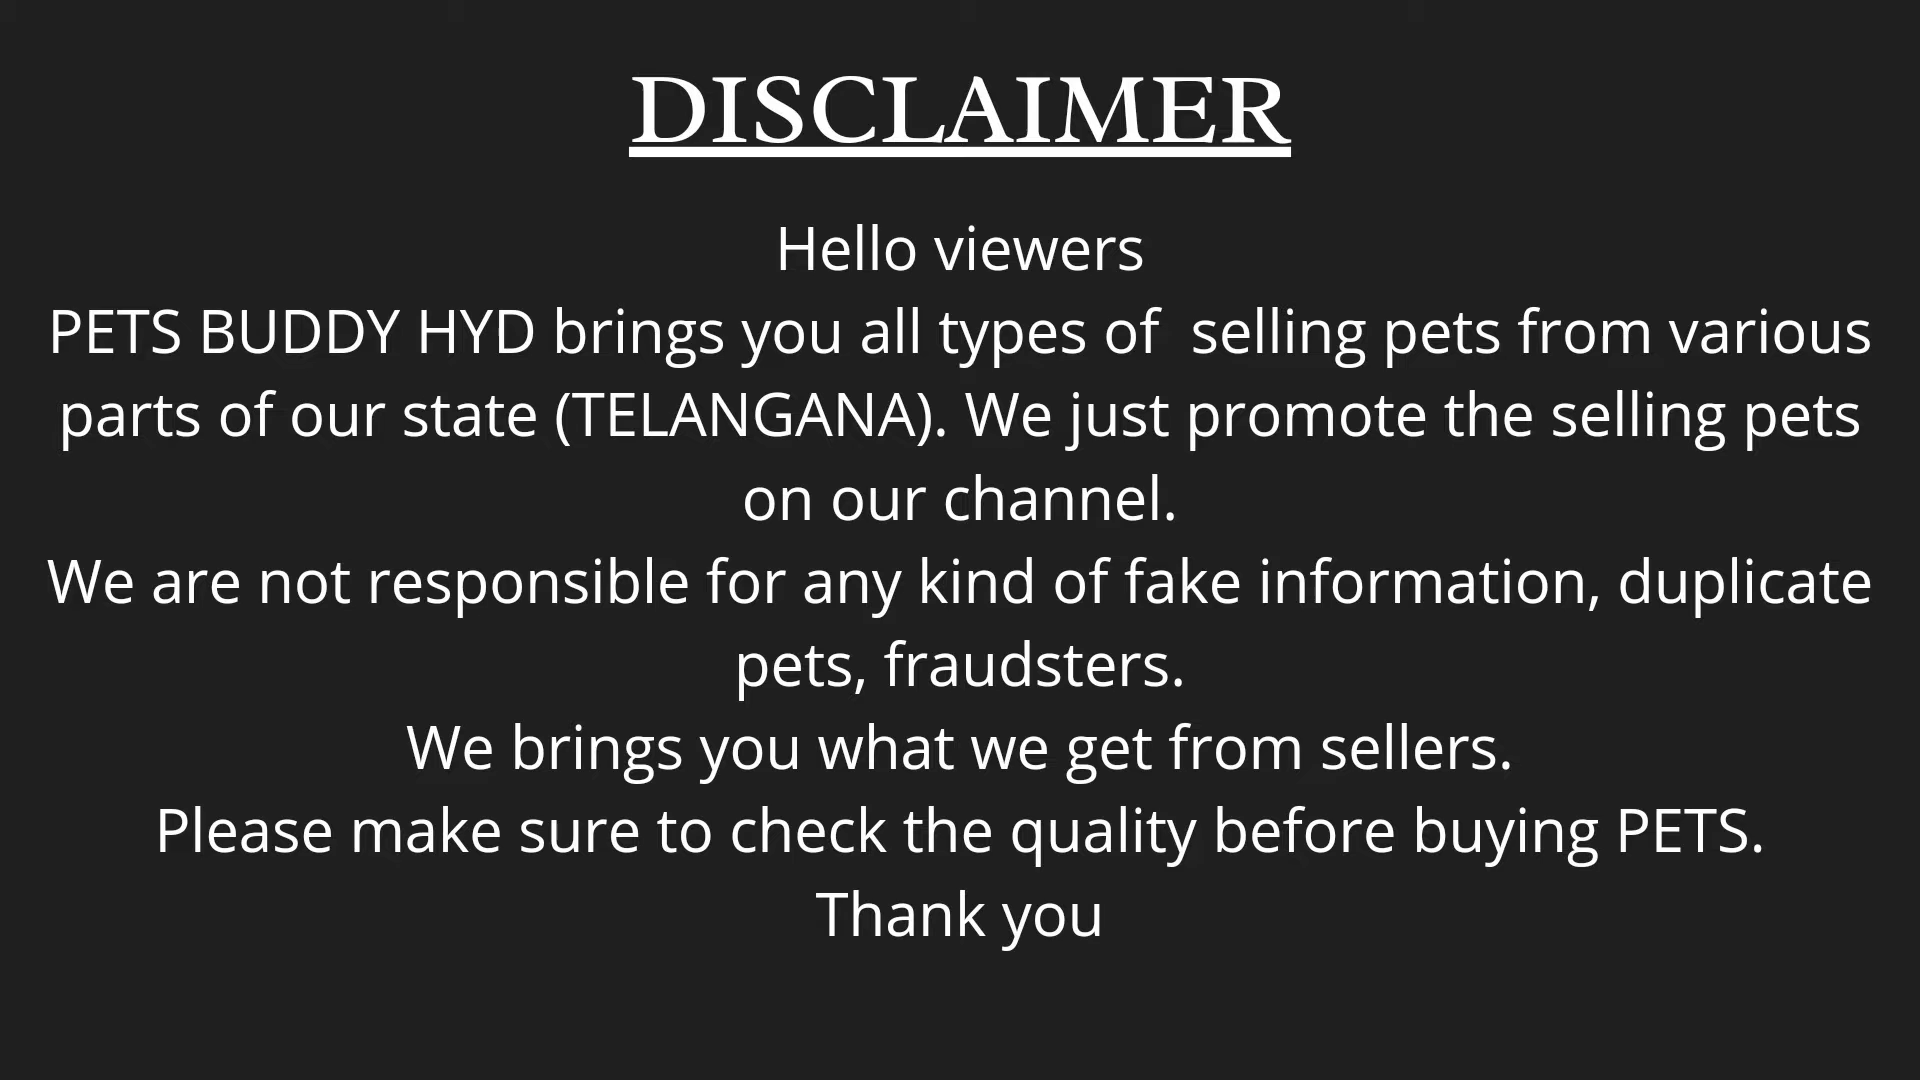 DISCLAIMER
Hello viewers
PETS BUDDY HYD brings you all types of  selling pets from various
parts of our state (TELANGANA). We just promote the selling pets
on our channel.
We are not responsible for any kind of fake information, duplicate
pets, fraudsters.
We brings you what we get from sellers.
Please make sure to check the quality before buying PETS.
Thank you